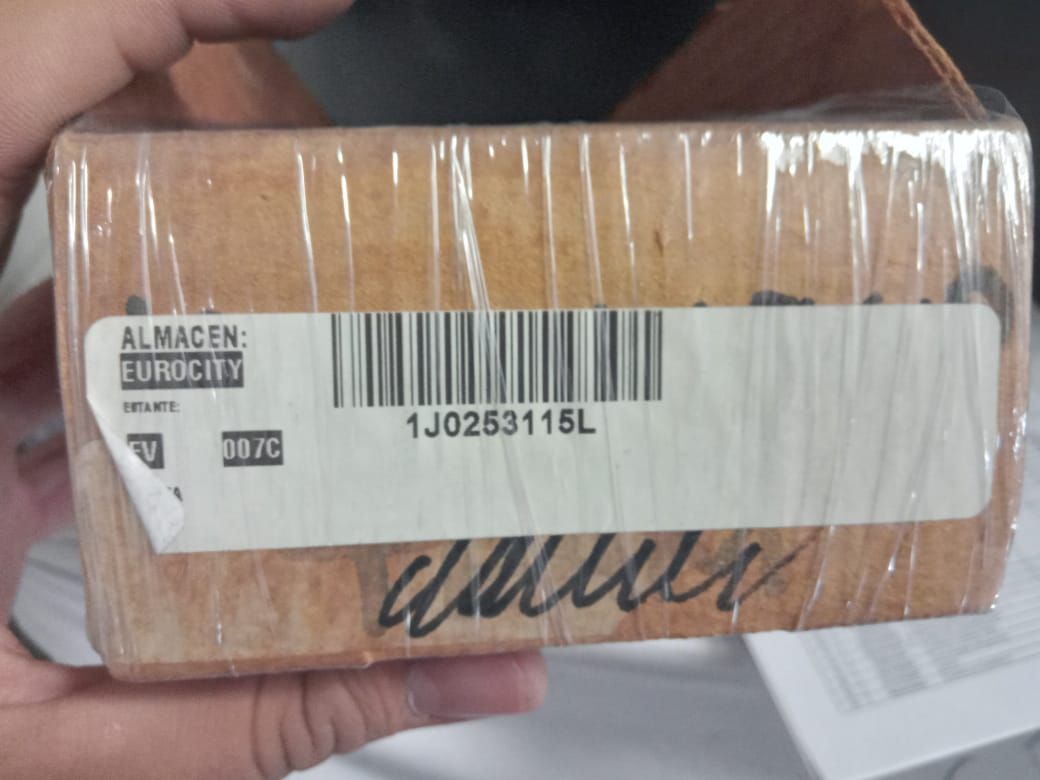 ALMACEN:
EUROCITY
ESTANTE:
EV 007C
1J0253115L